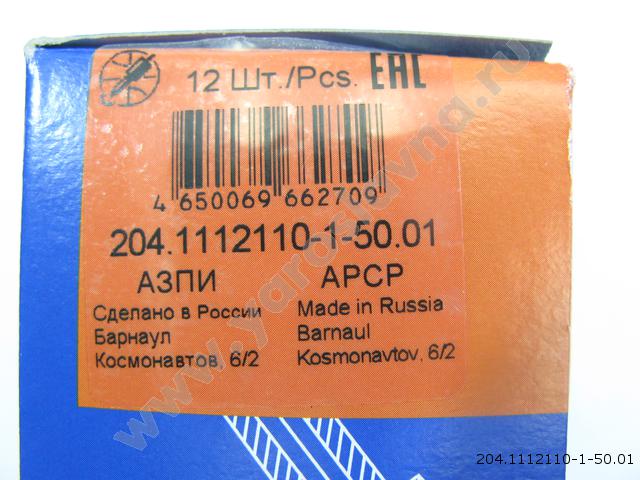 12 Шт./Pcs. EAC
4 650069 662709
204.1112110-1-50.01
АЗПИ APCP
Сделано в России Made in Russia
Барнаул Barnaul
Космонавтов, 6/2 Kosmonavtov, 6/2
www.yaroslavna.ru
204.1112110-1-50.01